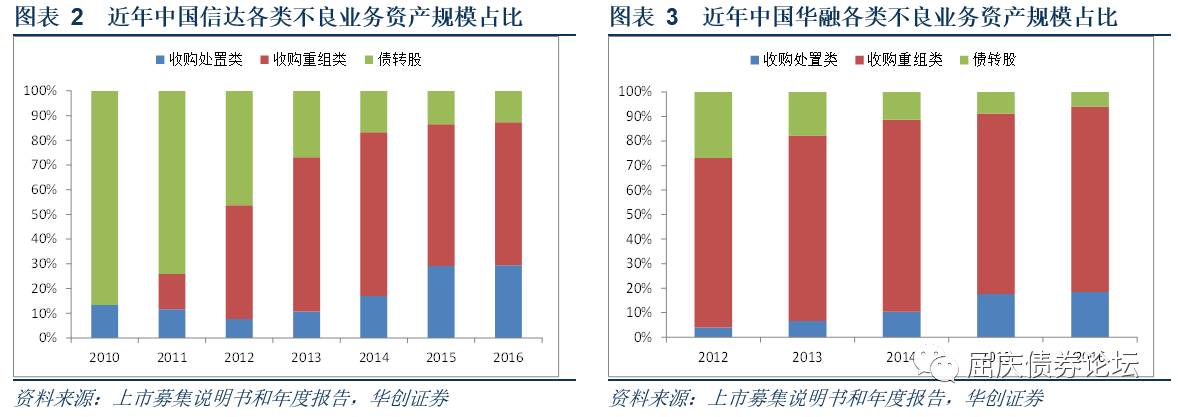 图表 2 近年中国信达各类不良业务资产规模占比
收购处置类 收购重组类 债转股
100%
90%
80%
70%
60%
50%
40%
30%
20%
10%
0%
2010 2011 2012 2013 2014 2015 2016
资料来源：上市募集说明书和年度报告，华创证券
图表 3 近年中国华融各类不良业务资产规模占比
收购处置类 收购重组类 债转股
100%
90%
80%
70%
60%
50%
40%
30%
20%
10%
0%
2012 2013 2014
屈庆债券论坛
资料来源：上市募集说明书和年度报告，华创证券